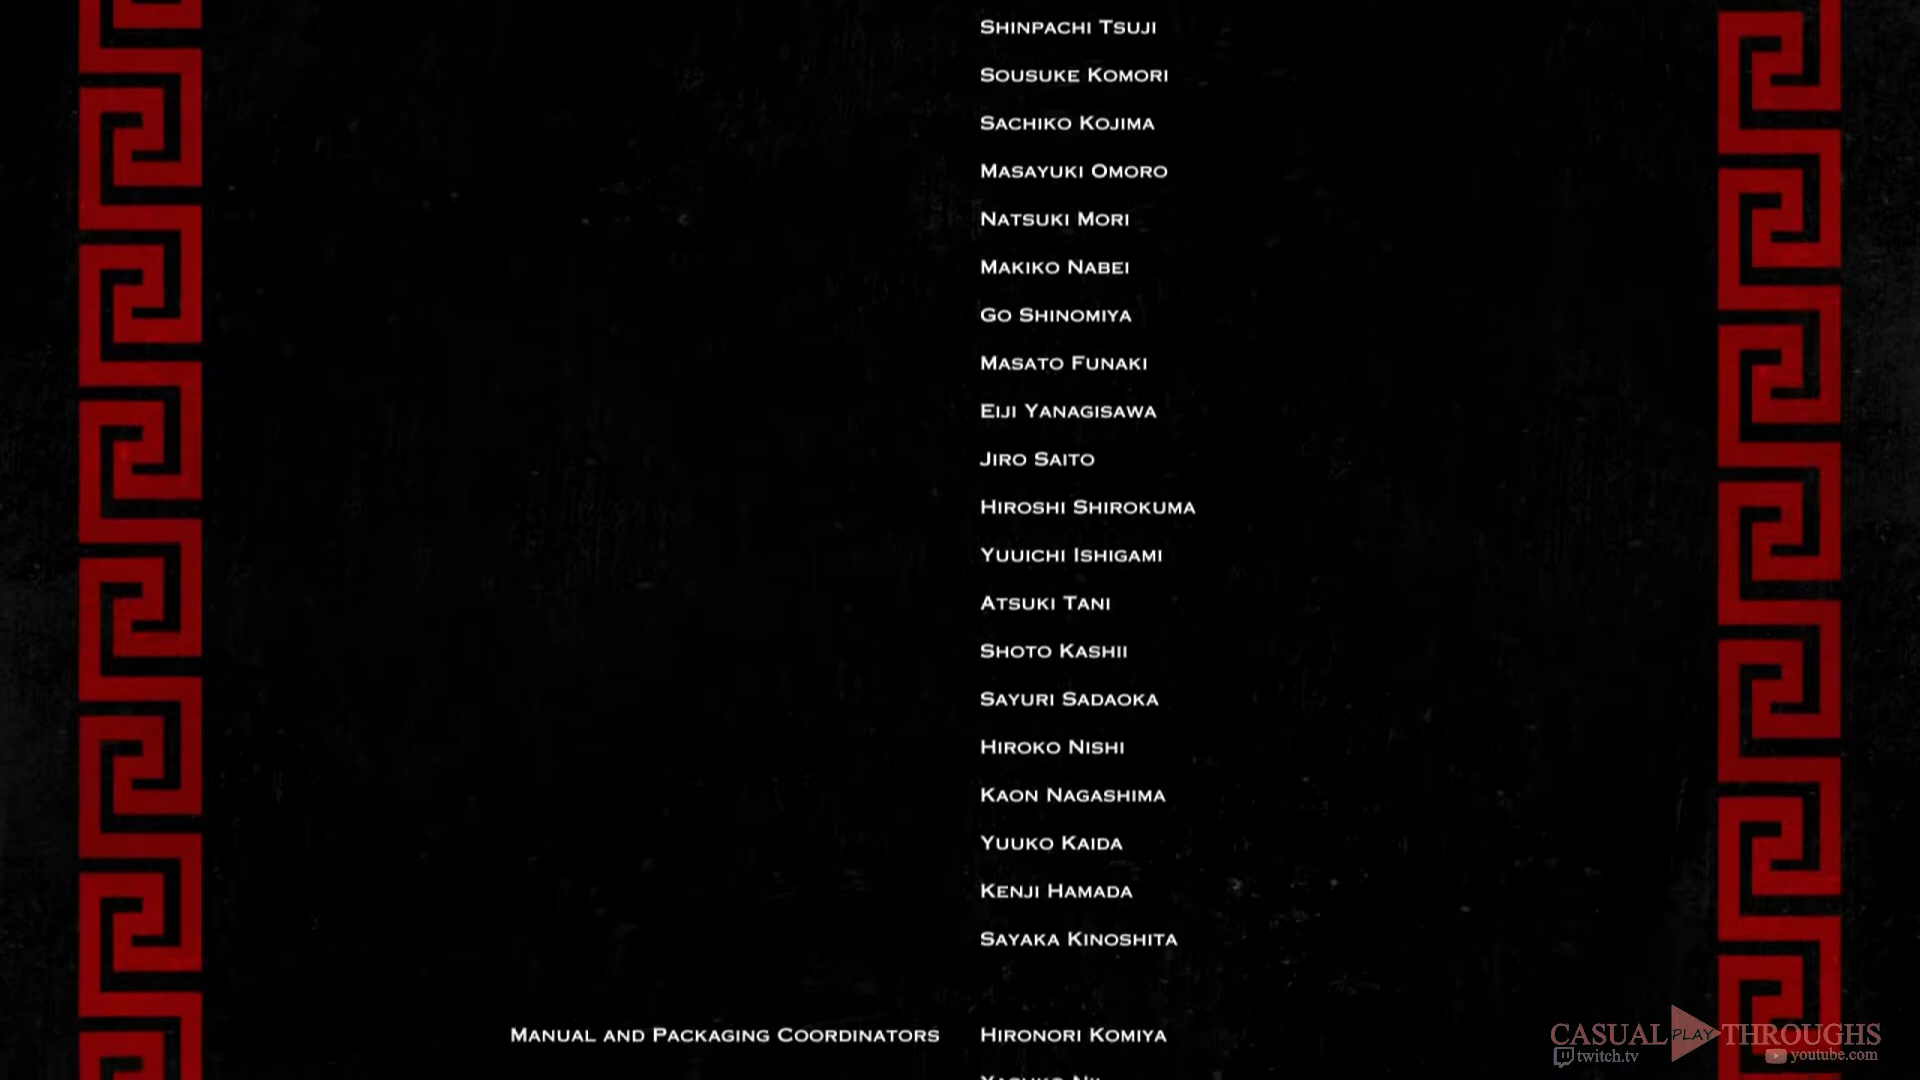 Shinpachi Tsuji
Sousuke Komori
Sachiko Kojima
Masayuki Omoro
Natsuki Mori
Makiko Nabei
Go Shinomiya
Masato Funaki
Eiji Yanagisawa
Jiro Saito
Hiroshi Shirokuma
Yuuichi Ishigami
Atsuki Tani
Shoto Kashii
Sayuri Sadaoka
Hiroko Nishi
Kaon Nagashima
Yuuko Kaida
Kenji Hamada
Sayaka Kinoshita
Manual and Packaging Coordinators Hironori Komiya
CASUAL PLAY THROUGHS
twitch.tv youtube.com